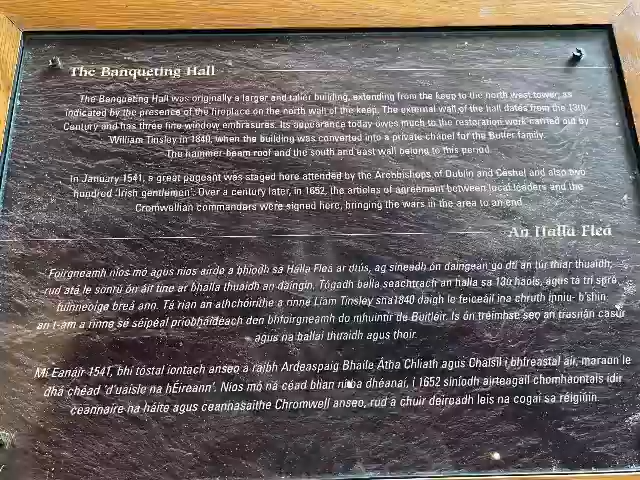 The Banqueting Hall
The Banqueting Hall was originally a larger and taller building, extending from the keep to the north west tower, as
indicated by the presence of the fireplace on the north wall of the keep. The external wall of the hall dates from the 13th
Century and has three fine window embrasures. Its appearance today owes much to the restoration work carried out by
William Tinsley in 1840, when the building was converted into a private chapel for the Butler family.
The hammer beam roof and the south and east wall belong to this period.
In January 1541, a great pageant was staged here attended by the Archbishops of Dublin and Cashel and also two
hundred 'Irish gentlemen'. Over a century later, in 1652, the articles of agreement between local leaders and the
Cromwellian commanders were signed here, bringing the wars in the area to an end
An Halla Fleá
Foirgneamh níos mó agus níos airde a bhíodh sa Halla Fleá ar dtús, ag síneadh ón daingean go dtí an túr thiar thuaidh,
rud atá le sonrú ón áit tine ar bhalla thuaidh an daingin. Tógadh balla seachtrach an halla sa 13ú haois, agus tá trí spré
fuinneoige breá ann. Tá rian an athchóirithe a rinne Liam Tinsley sna 1840 daigh le feiceáil ina chruth inniu- b'shin
an t-am a rinne sé séipéal príobháideach den bhfoirgneamh do mhuintir de Buitléir. Is ón tréimhse seo an trasnán casúr
agus na ballaí thuaidh agus thoir.
Mí Eanáir 1541, bhí tóstal iontach anseo a raibh Ardeaspaig Bhaile Átha Chliath agus Chaisil i bhfreastal air, maraon le
dhá chéad 'd'uaisle na hÉireann'. Níos mó ná céad blian níba dhéanaí, i 1652 síníodh airteagail chomhaontais idir
ceannaire na háite agus ceannasaithe Chromwell anseo, rud a chuir deireadh leis na cogaí sa réigiúin.